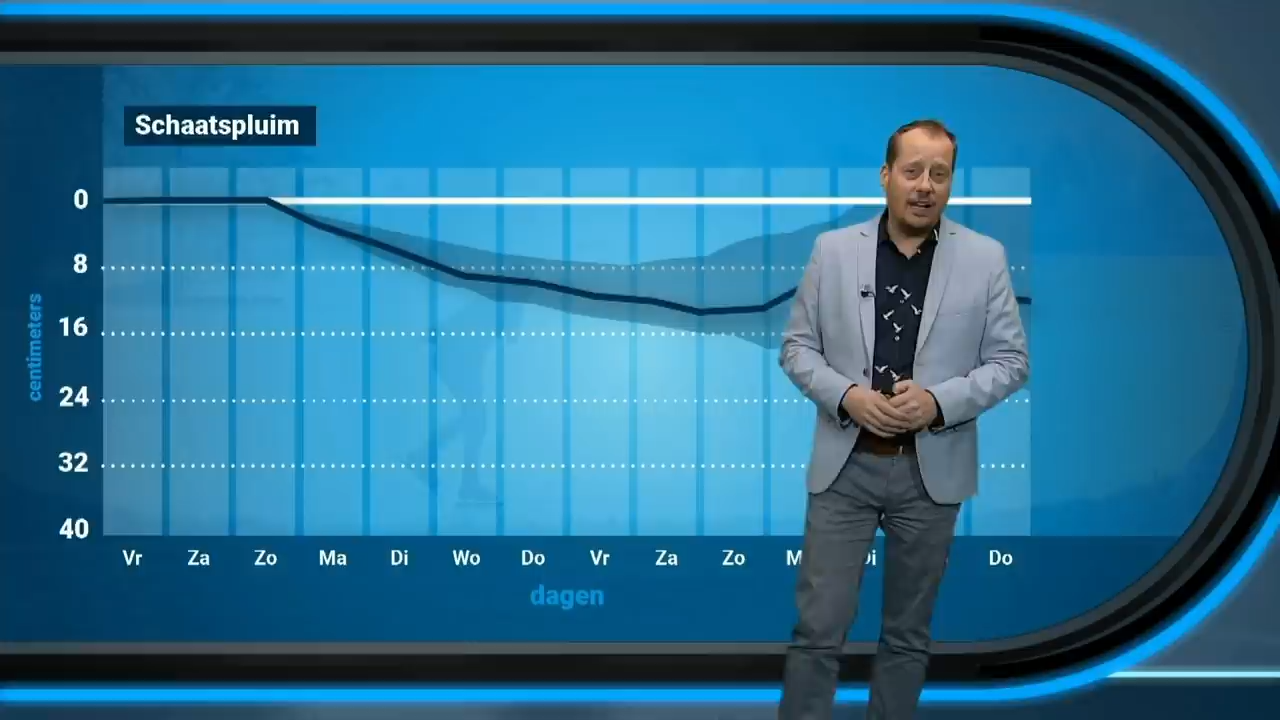 Schaatspluim
0
8
16
24
32
40
centimeters
Vr Za Zo Ma Di Wo Do Vr Za Zo M Di Do
dagen